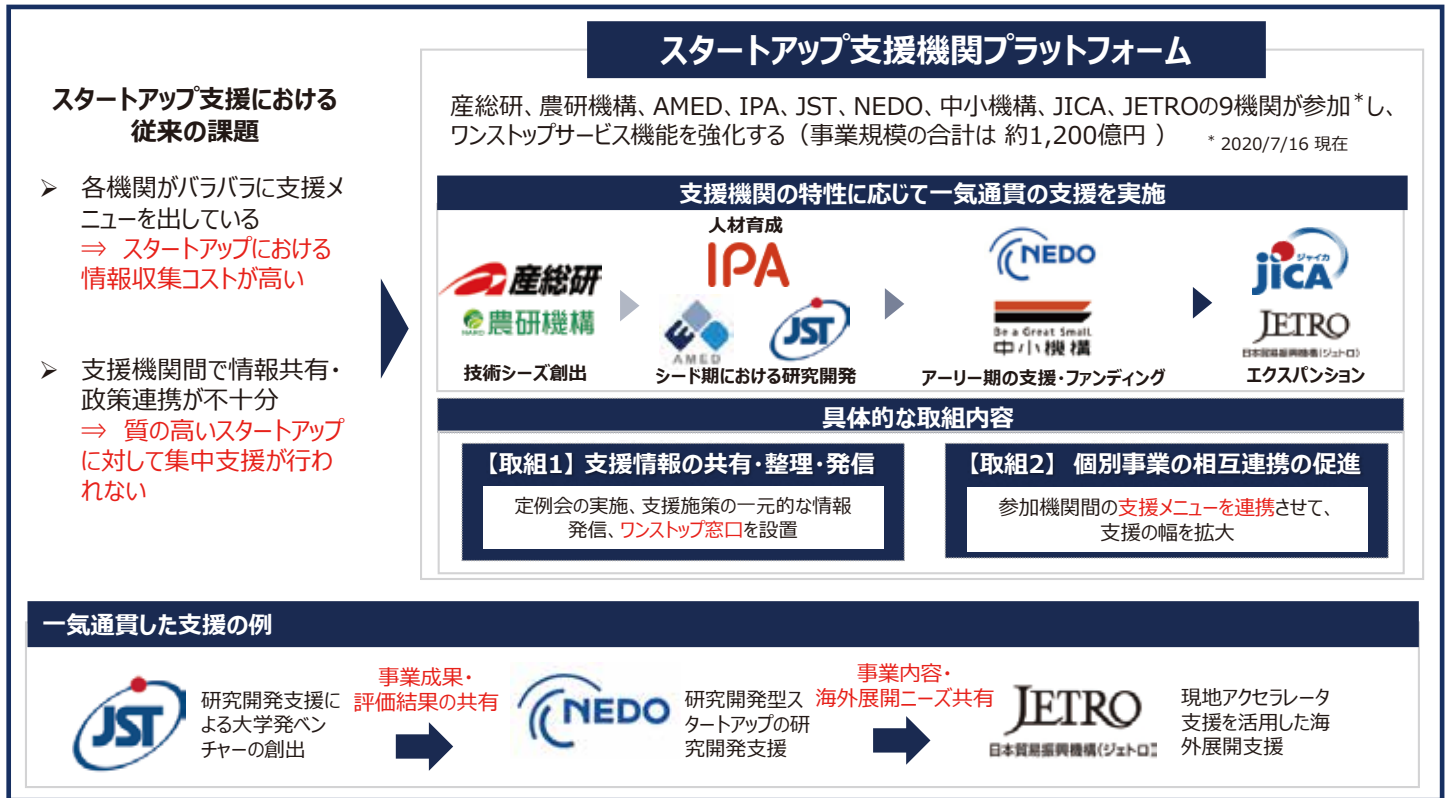 スタートアップ支援機関プラットフォーム
スタートアップ支援における
従来の課題
➢ 各機関がバラバラに支援メ
ニューを出している
⇒ スタートアップにおける
情報収集コストが高い
➢ 支援機関間で情報共有・
政策連携が不十分
⇒ 質の高いスタートアップ
に対して集中支援が行わ
れない
産総研、農研機構、AMED、IPA、JST、NEDO、中小機構、JICA、JETROの9機関が参加*し、
ワンストップサービス機能を強化する（事業規模の合計は 約1,200億円 ）
* 2020/7/16 現在
支援機関の特性に応じて一気通貫の支援を実施
産総研
NARO 農研機構
技術シーズ創出
人材育成
IPA
AMED
JST
シード期における研究開発
NEDO
Be a Great Small.
中小機構
アーリー期の支援・ファンディング
ジャイカ
JICA
JETRO
日本貿易振興機構(ジェトロ)
エクスパンション
具体的な取組内容
【取組1】支援情報の共有・整理・発信
定例会の実施、支援施策の一元的な情報
発信、ワンストップ窓口を設置
【取組2】 個別事業の相互連携の促進
参加機関間の支援メニューを連携させて、
支援の幅を拡大
一気通貫した支援の例
JST
研究開発支援に
よる大学発ベン
チャーの創出
事業成果・
評価結果の共有
NEDO
研究開発型ス
タートアップの研
究開発支援
事業内容・
海外展開ニーズ共有
JETRO
日本貿易振興機構(ジェトロ)
現地アクセラレータ
支援を活用した海
外展開支援